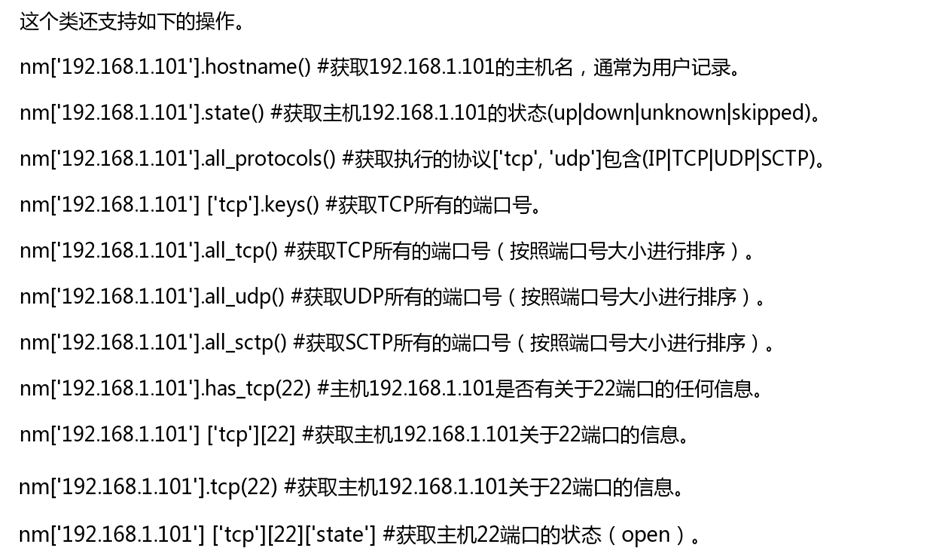 这个类还支持如下的操作。
nm['192.168.1.101'].hostname() #获取192.168.1.101的主机名，通常为用户记录。
nm['192.168.1.101'].state() #获取主机192.168.1.101的状态(up|down|unknown|skipped)。
nm['192.168.1.101'].all_protocols() #获取执行的协议['tcp', 'udp']包含(IP|TCP|UDP|SCTP)。
nm['192.168.1.101'] ['tcp'].keys() #获取TCP所有的端口号。
nm['192.168.1.101'].all_tcp() #获取TCP所有的端口号（按照端口号大小进行排序）。
nm['192.168.1.101'].all_udp() #获取UDP所有的端口号（按照端口号大小进行排序）。
nm['192.168.1.101'].all_sctp() #获取SCTP所有的端口号（按照端口号大小进行排序）。
nm['192.168.1.101'].has_tcp(22) #主机192.168.1.101是否有关于22端口的任何信息。
nm['192.168.1.101'] ['tcp'][22] #获取主机192.168.1.101关于22端口的信息。
nm['192.168.1.101'].tcp(22) #获取主机192.168.1.101关于22端口的信息。
nm['192.168.1.101'] ['tcp'][22]['state'] #获取主机22端口的状态（open）。